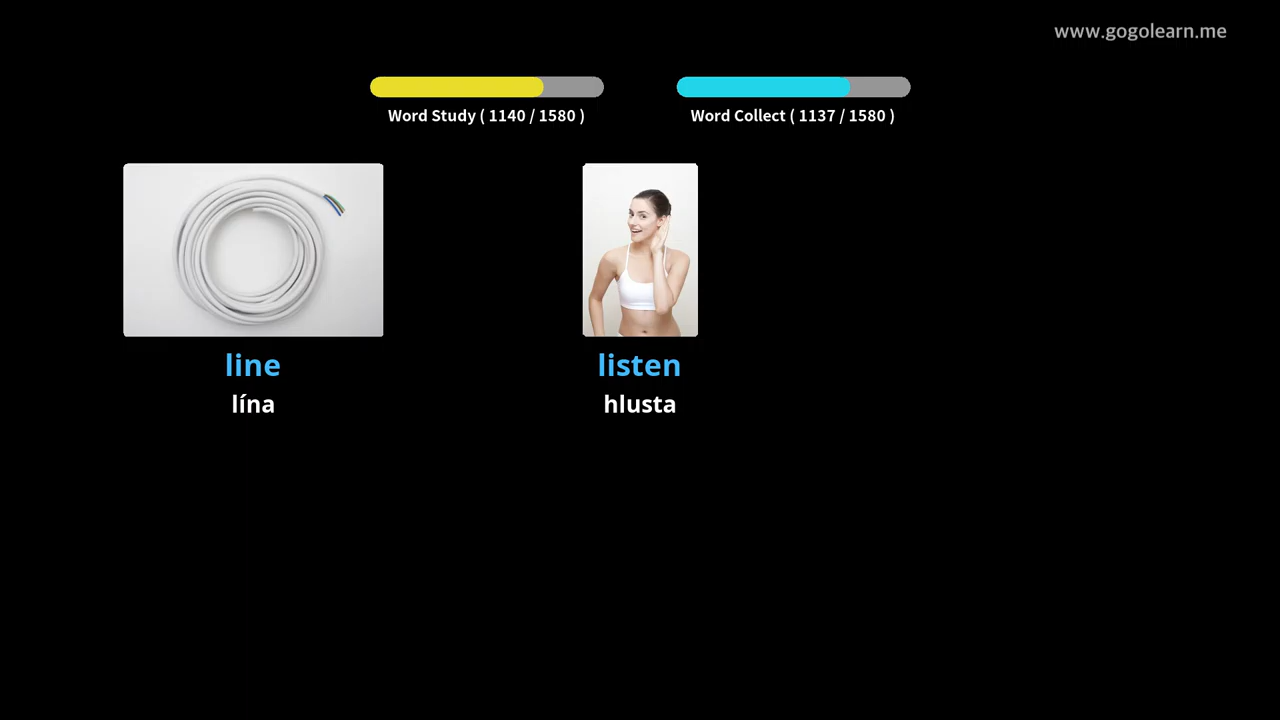 www.gogolearn.me
Word Study ( 1140 / 1580 )
Word Collect ( 1137 / 1580 )
line
lína
listen
hlusta